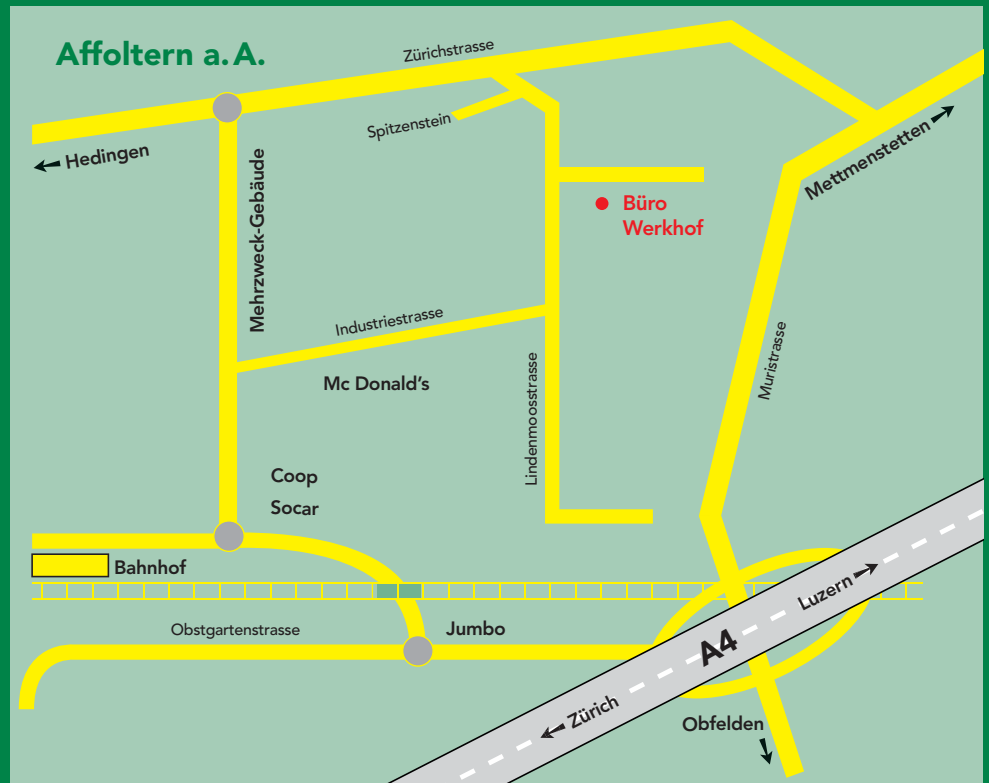 Affoltern a. A.
Zürichstrasse
Spitzenstein
Hedingen
Mettmenstetten
Mehrzweck-Gebäude
Büro
Werkhof
Industriestrasse
Mc Donald's
Lindenmoosstrasse
Muristrasse
Coop
Socar
Bahnhof
Luzern
Obstgartenstrasse
Jumbo
A4
Zürich
Obfelden